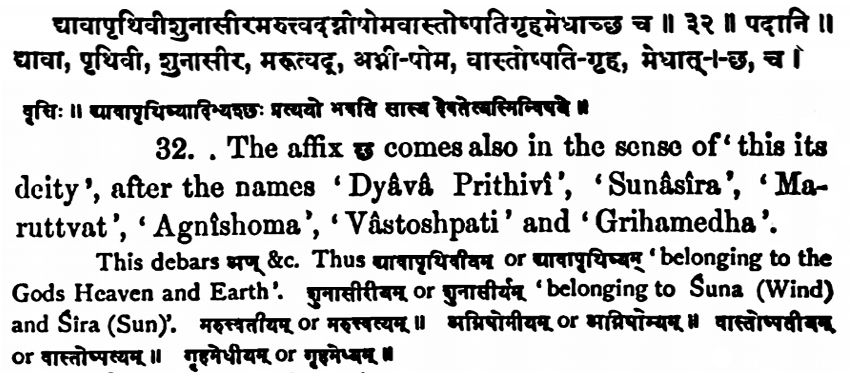 द्यावापृथिवीशुनासीरमरुत्त्वदग्नीषोमवास्तोष्पतिगृहमेधाच्छ च ॥ ३२ ॥ पदानि ॥
द्यावा, पृथिवी, शुनासीर, मरूत्वद्, अग्नी-षोम, वास्तोष्पति-गृह, मेधात्-।-छ, च ।
वृत्तिः ॥ द्यावापृथिव्यादिभ्यश्छः प्रत्ययो भवति सास्य देवतेत्यस्मिन्विषये ॥
32. . The affix छ comes also in the sense of ‘ this its
deity ’, after the names ‘ Dyâvâ Prithivî ’, ‘ Sunâsîra ’, ‘ Ma-
ruttvat ’, ‘ Agnîshoma ’, ‘ Vâstoshpati ’ and ‘ Grihamedha ’.
This debars अण् &c. Thus द्यावापृथिवीयम् or द्यावापृथिव्यम् ‘ belonging to the
Gods Heaven and Earth ’. शुनासीरीयम् or शुनासीर्यम् ‘ belonging to Śuna (Wind)
and Śira (Sun)’. मरुत्वतीयम् or मरुत्वत्यम् ॥ अग्निषोमीयम् or अग्निषोम्यम् ॥ वास्तोष्पतीयम्
or वास्तोष्पत्यम् ॥ गृहमेधीयम् or गृहमेध्यम् ॥